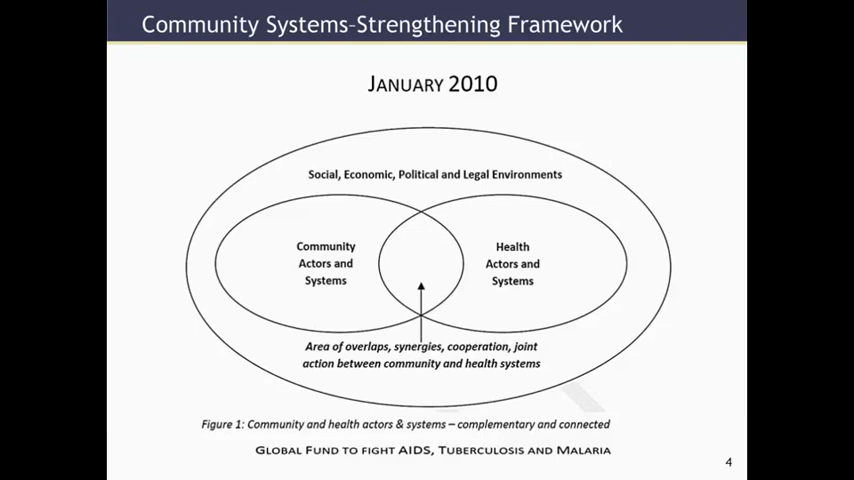 Community Systems–Strengthening Framework
JANUARY 2010
Social, Economic, Political and Legal Environments
Community
Actors and
Systems
Health
Actors and
Systems
Area of overlaps, synergies, cooperation, joint
action between community and health systems
Figure 1: Community and health actors & systems – complementary and connected
GLOBAL FUND TO FIGHT AIDS, TUBERCULOSIS AND MALARIA
4